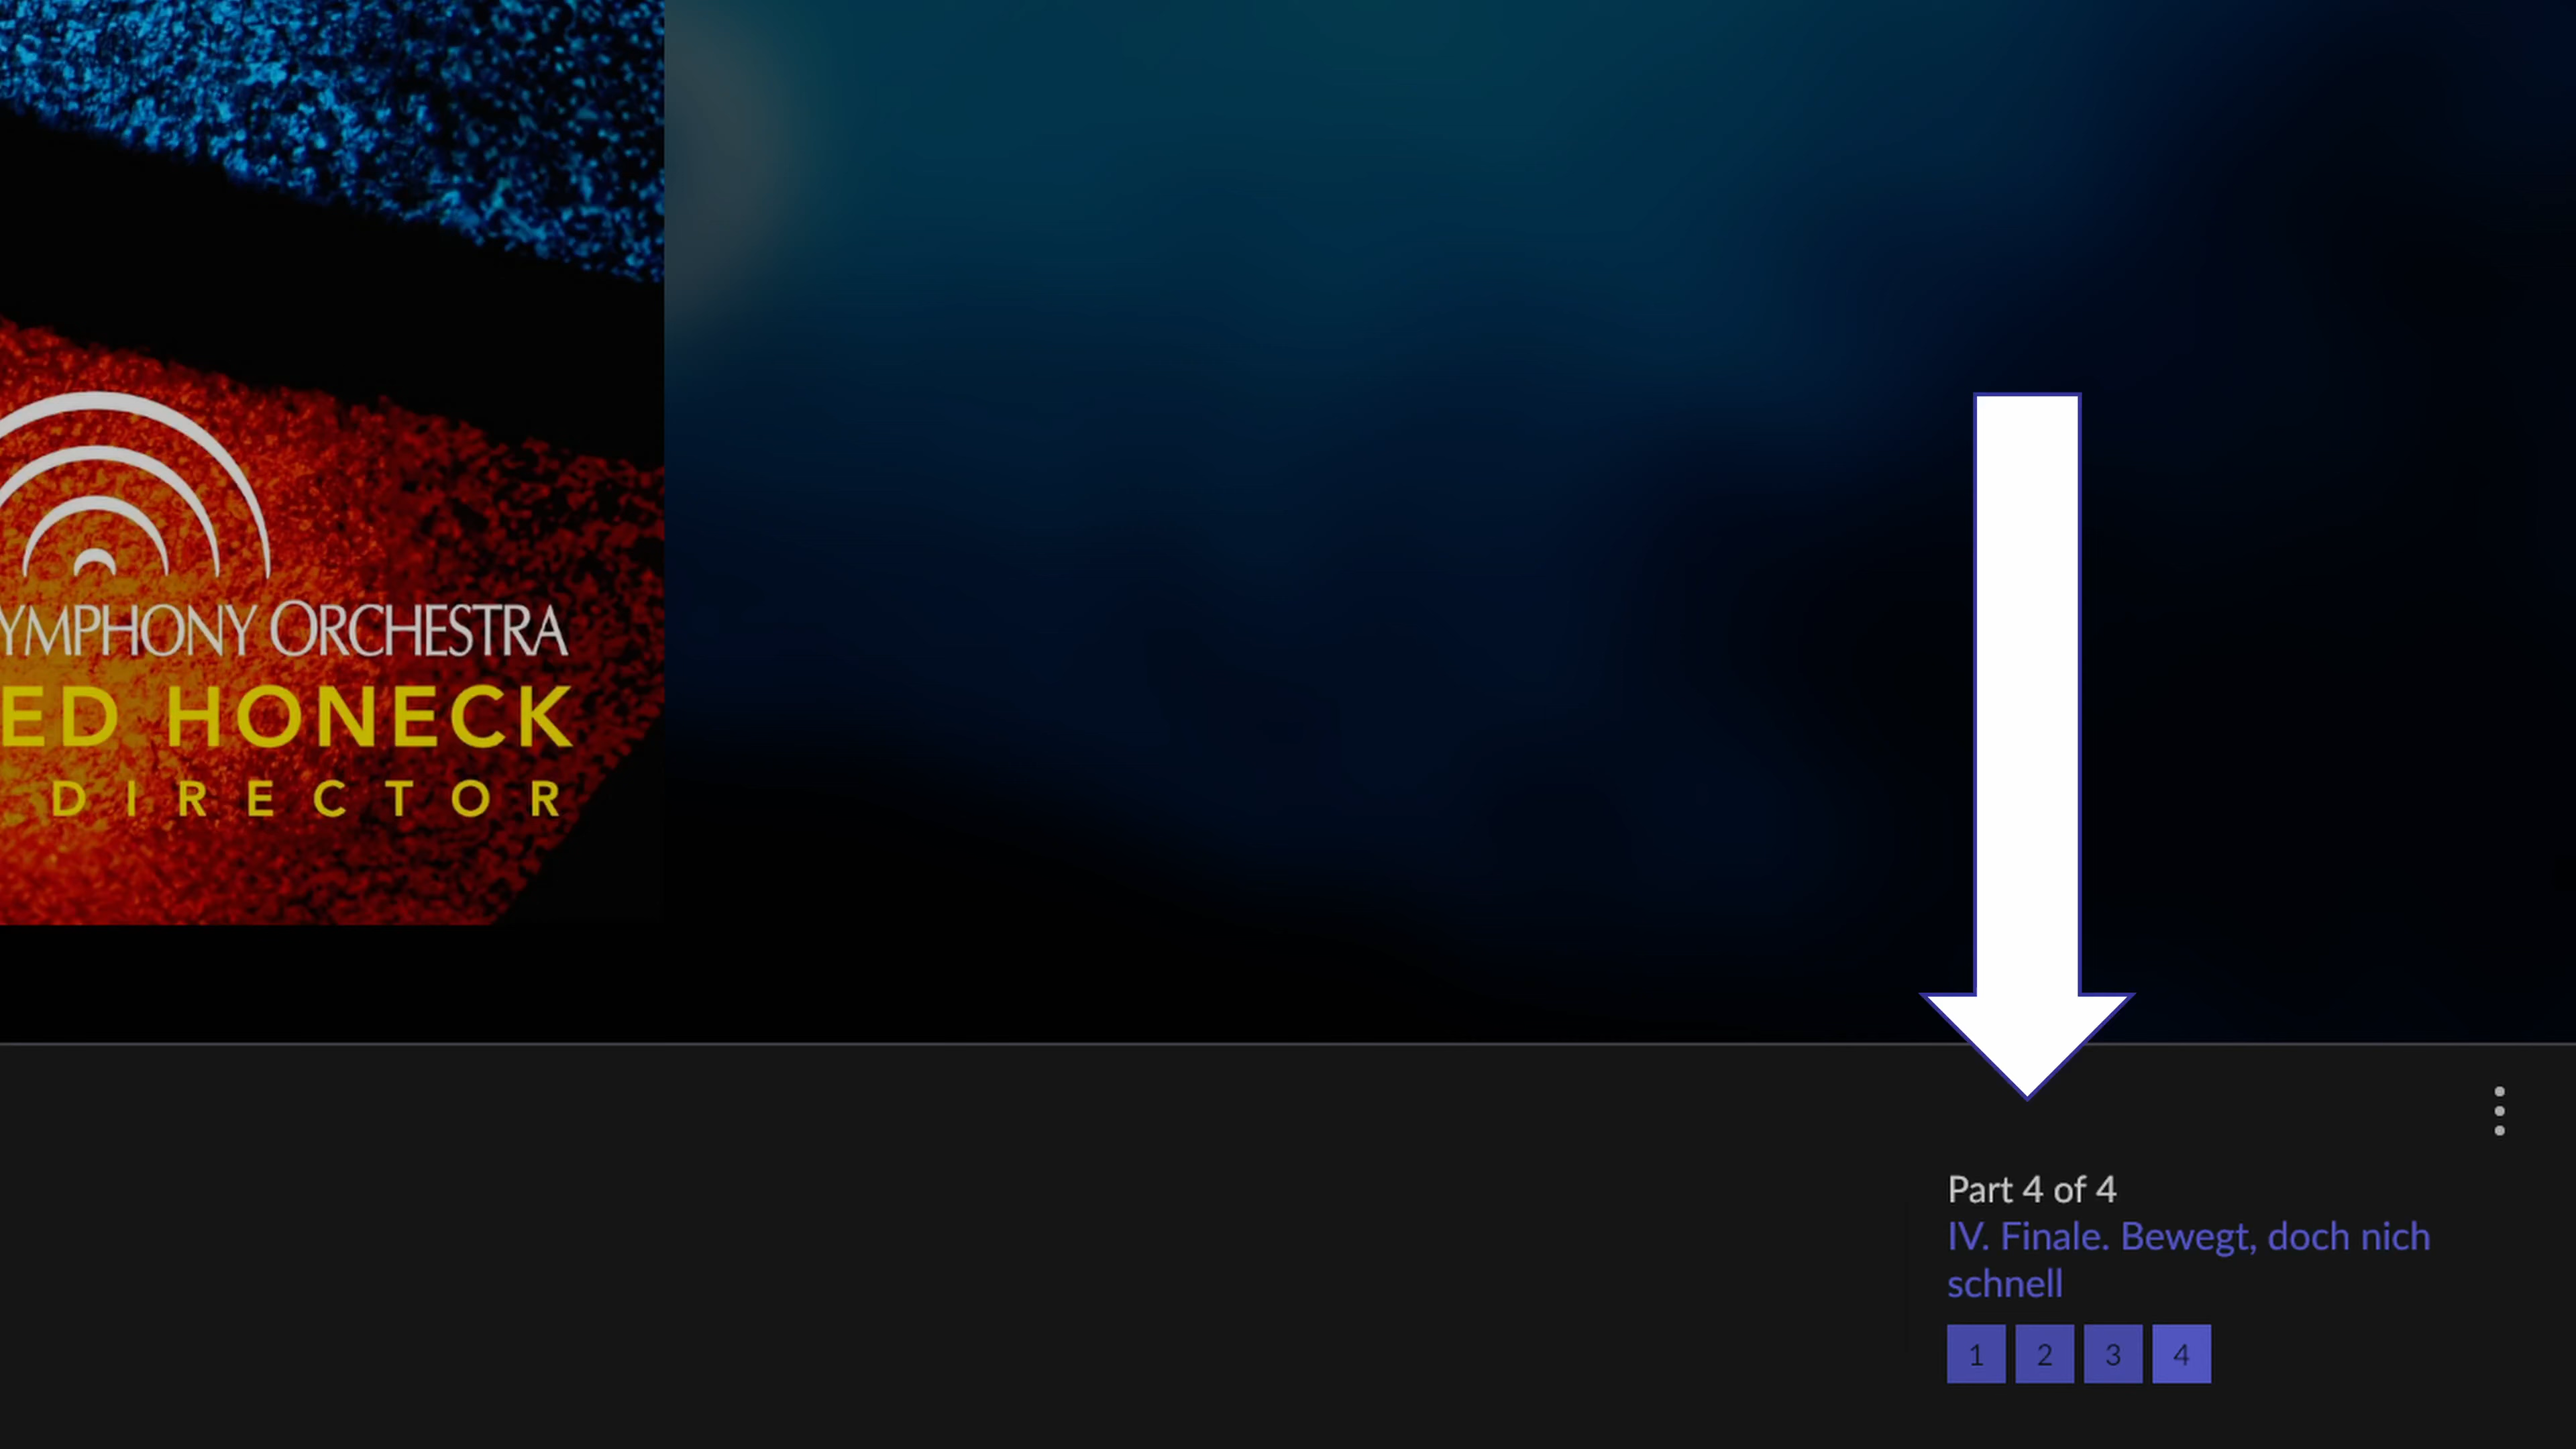 YMPHONY ORCHESTRA
ED HONECK
DIRECTOR
Part 4 of 4
IV. Finale. Bewegt, doch nich
schnell
1 2 3 4